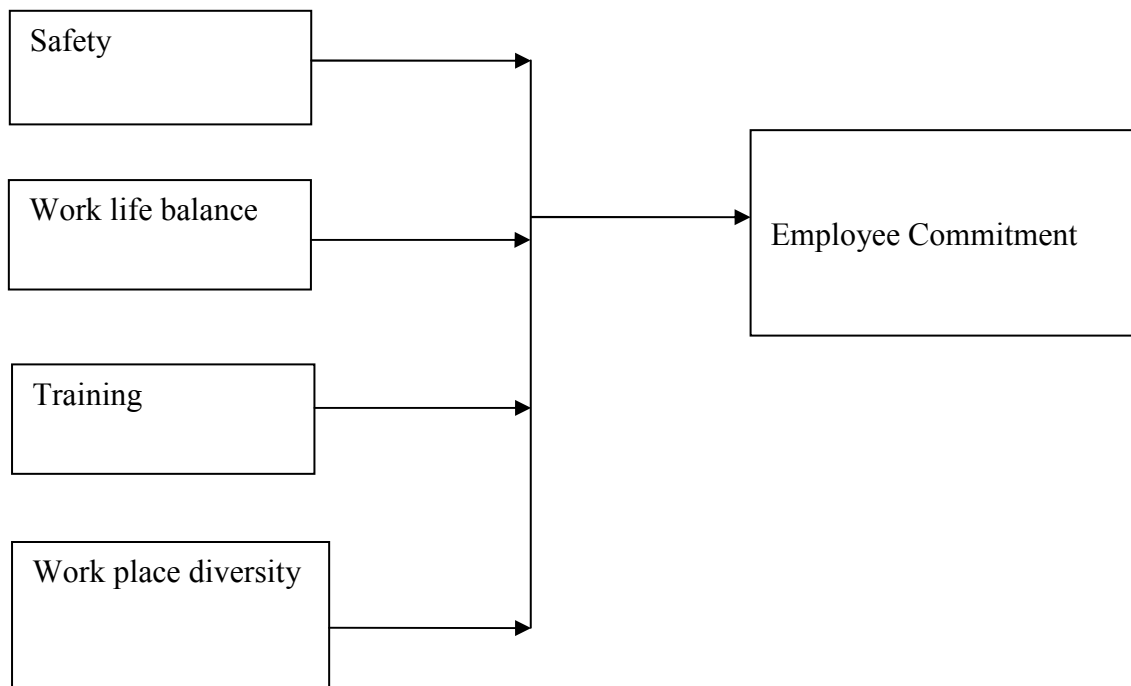 Safety
Work life balance
Employee Commitment
Training
Work place diversity